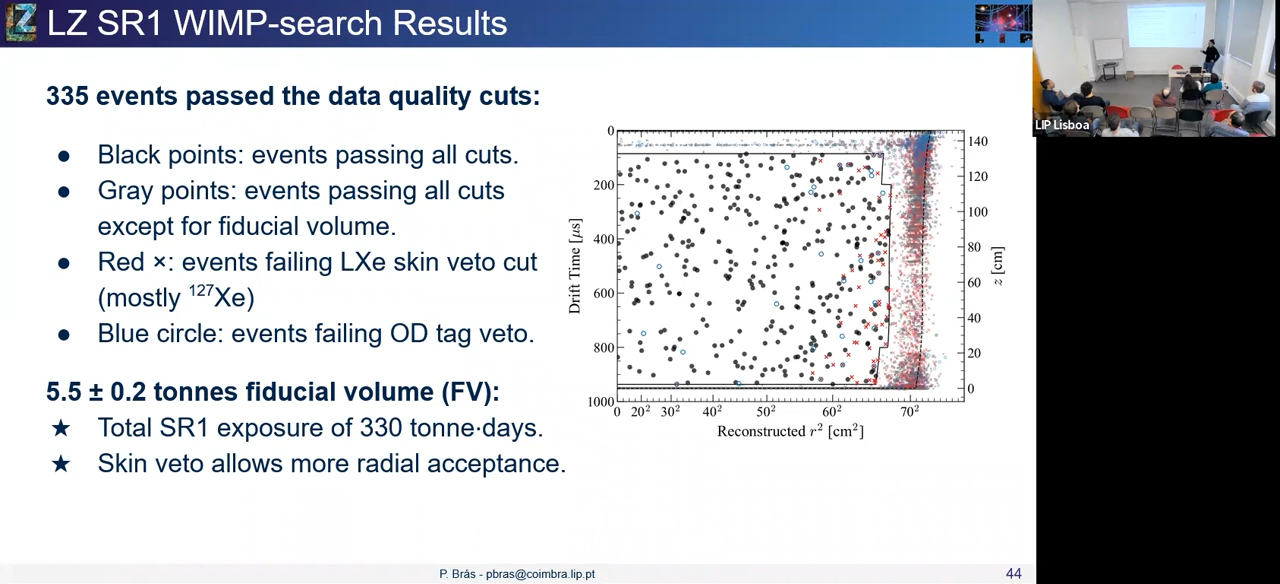 LZ SR1 WIMP-search Results
335 events passed the data quality cuts:
● Black points: events passing all cuts.
● Gray points: events passing all cuts
except for fiducial volume.
● Red ×: events failing LXe skin veto cut
(mostly ¹²⁷Xe)
● Blue circle: events failing OD tag veto.
5.5 ± 0.2 tonnes fiducial volume (FV):
★ Total SR1 exposure of 330 tonne·days.
★ Skin veto allows more radial acceptance.
Drift Time [μs]
0
200
400
600
800
1000
0 20² 30² 40² 50² 60² 70²
Reconstructed r² [cm²]
140
120
100
80
60
40
20
0
z [cm]
LIP Lisboa
P. Brás - pbras@coimbra.lip.pt
44